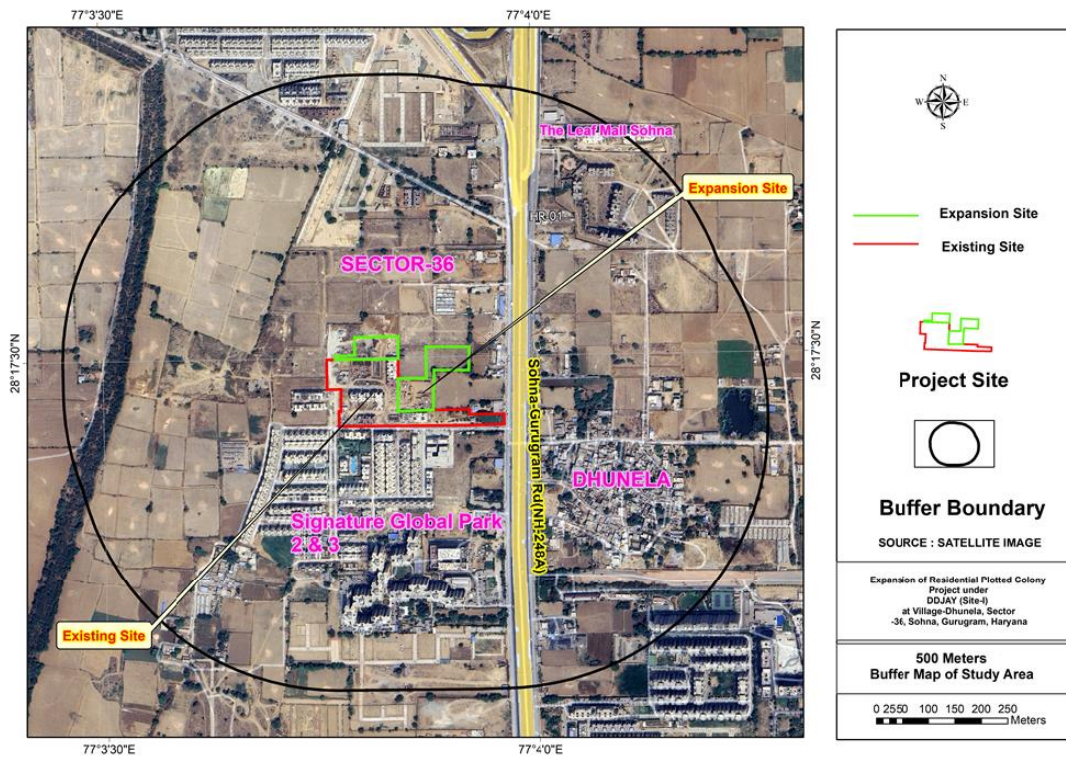 77°3'30"E
77°4'0"E
28°17'30"N
28°17'30"N
The Leaf Mall Sohna
Expansion Site
HR 01
SECTOR-36
Sohna-Gurugram Rd(NH-248A)
DHUNELA
Signature Global Park
2 & 3
Existing Site
77°3'30"E
77°4'0"E
N
W E
S
Expansion Site
Existing Site
Project Site
Buffer Boundary
SOURCE : SATELLITE IMAGE
Expansion of Residential Plotted Colony
Project under
DDJAY (Site-I)
at Village-Dhunela, Sector
-36, Sohna, Gurugram, Haryana
500 Meters
Buffer Map of Study Area
0 2550 100 150 200 250
Meters